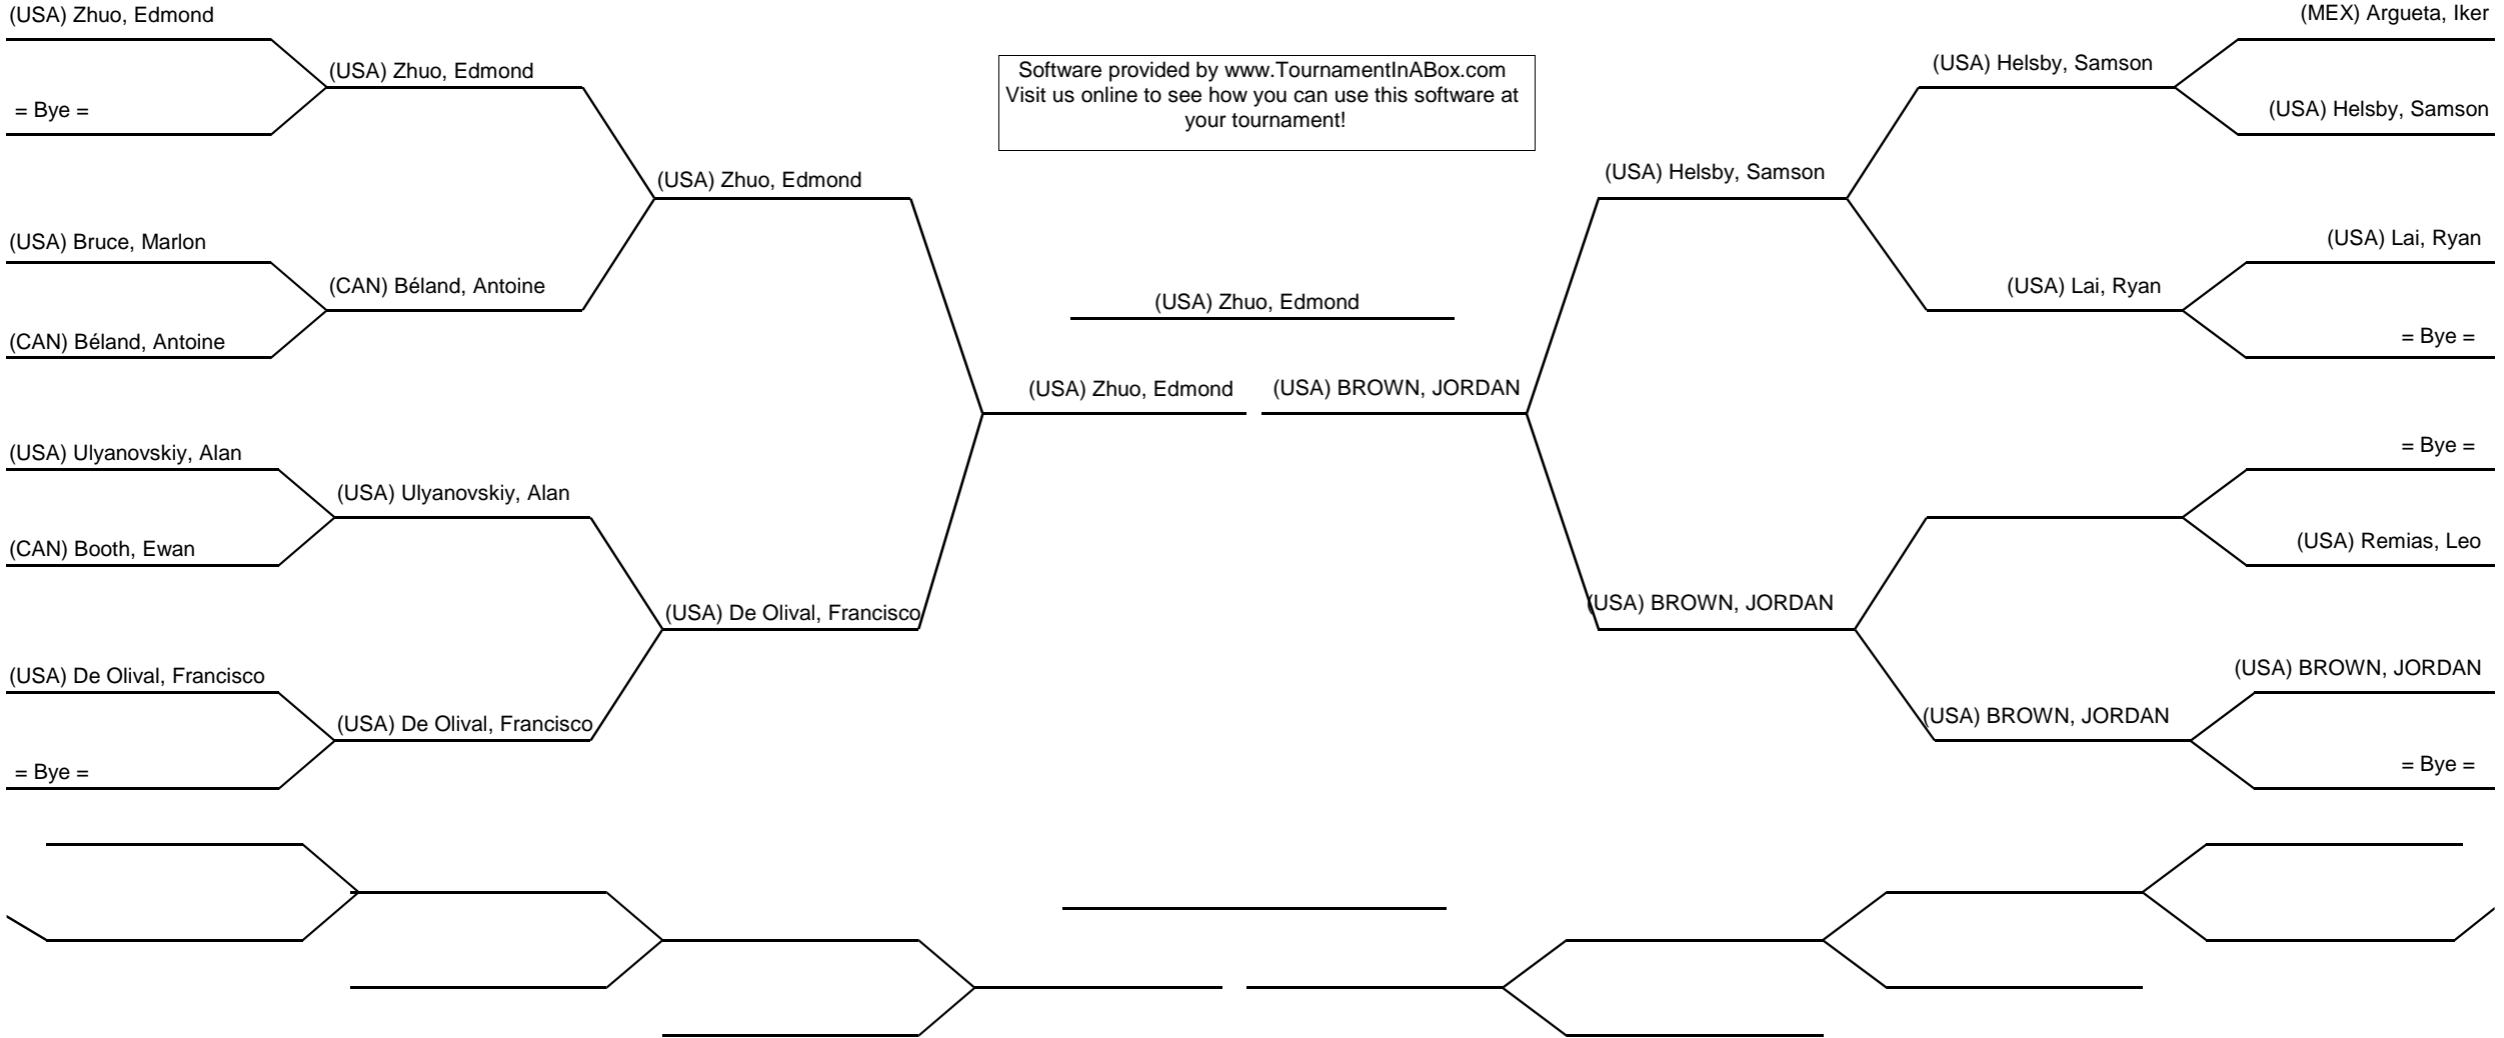 (USA) Zhuo, Edmond
= Bye =
(USA) Bruce, Marlon
(CAN) Béland, Antoine
(USA) Ulyanovskiy, Alan
(CAN) Booth, Ewan
(USA) De Olival, Francisco
= Bye =
(USA) Zhuo, Edmond
(CAN) Béland, Antoine
(USA) Ulyanovskiy, Alan
(USA) De Olival, Francisco
(USA) Zhuo, Edmond
(USA) De Olival, Francisco
Software provided by www.TournamentInABox.com
Visit us online to see how you can use this software at
your tournament!
(USA) Zhuo, Edmond
(USA) Zhuo, Edmond
(USA) BROWN, JORDAN
(USA) Helsby, Samson
(USA) BROWN, JORDAN
(USA) Helsby, Samson
(USA) Lai, Ryan
(USA) BROWN, JORDAN
(MEX) Argueta, Iker
(USA) Helsby, Samson
(USA) Lai, Ryan
= Bye =
= Bye =
(USA) Remias, Leo
(USA) BROWN, JORDAN
= Bye =